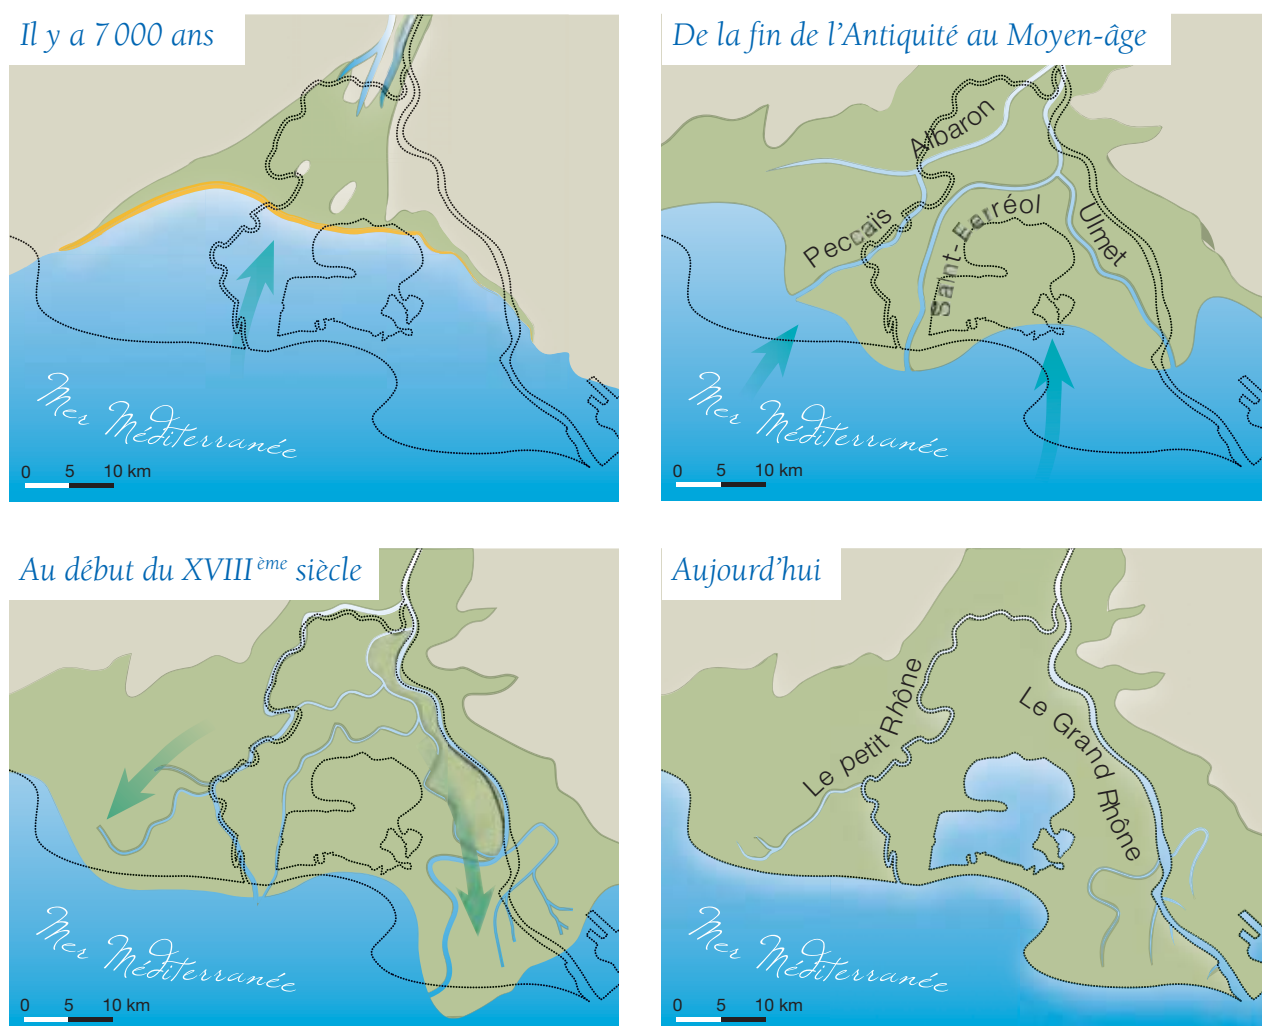 Il y a 7 000 ans
Mer Méditerranée
0 5 10 km
De la fin de l'Antiquité au Moyen-âge
Albaron
Peccaïs
Saint-Ferréol
Ulmet
Mer Méditerranée
0 5 10 km
Au début du XVIIIème siècle
Mer Méditerranée
0 5 10 km
Aujourd'hui
Le petit Rhône
Le Grand Rhône
Mer Méditerranée
0 5 10 km